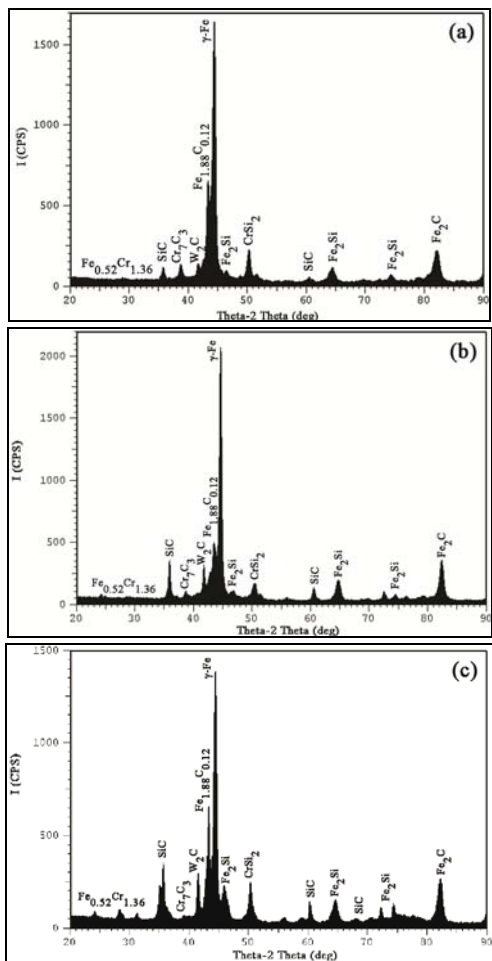 (a)
I (CPS)
1500
1000
500
0
γ-Fe
Fe1.88C0.12
Fe0.52Cr1.36
SiC
Cr7C3
W2C
Fe2Si
CrSi2
SiC
Fe2Si
Fe2Si
Fe2C
20 30 40 50 60 70 80 90
Theta-2 Theta (deg)
(b)
I (CPS)
2000
1500
1000
500
0
γ-Fe
Fe1.88C0.12
Fe0.52Cr1.36
SiC
Cr7C3
W2C
Fe2Si
CrSi2
SiC
Fe2Si
Fe2Si
Fe2C
20 30 40 50 60 70 80 90
Theta-2 Theta (deg)
(c)
I (CPS)
1500
1000
500
0
γ-Fe
Fe1.88C0.12
Fe0.52Cr1.36
SiC
Cr7C3
W2C
Fe2Si
CrSi2
SiC
Fe2Si
SiC
Fe2Si
Fe2C
20 30 40 50 60 70 80 90
Theta-2 Theta (deg)